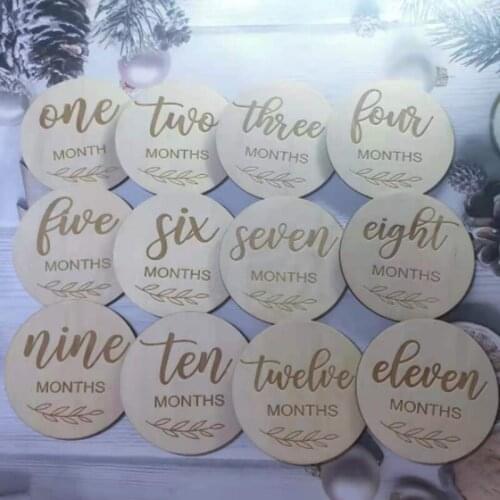 one
MONTH
two
MONTHS
three
MONTHS
four
MONTHS
five
MONTHS
six
MONTHS
seven
MONTHS
eight
MONTHS
nine
MONTHS
ten
MONTHS
twelve
MONTHS
eleven
MONTHS